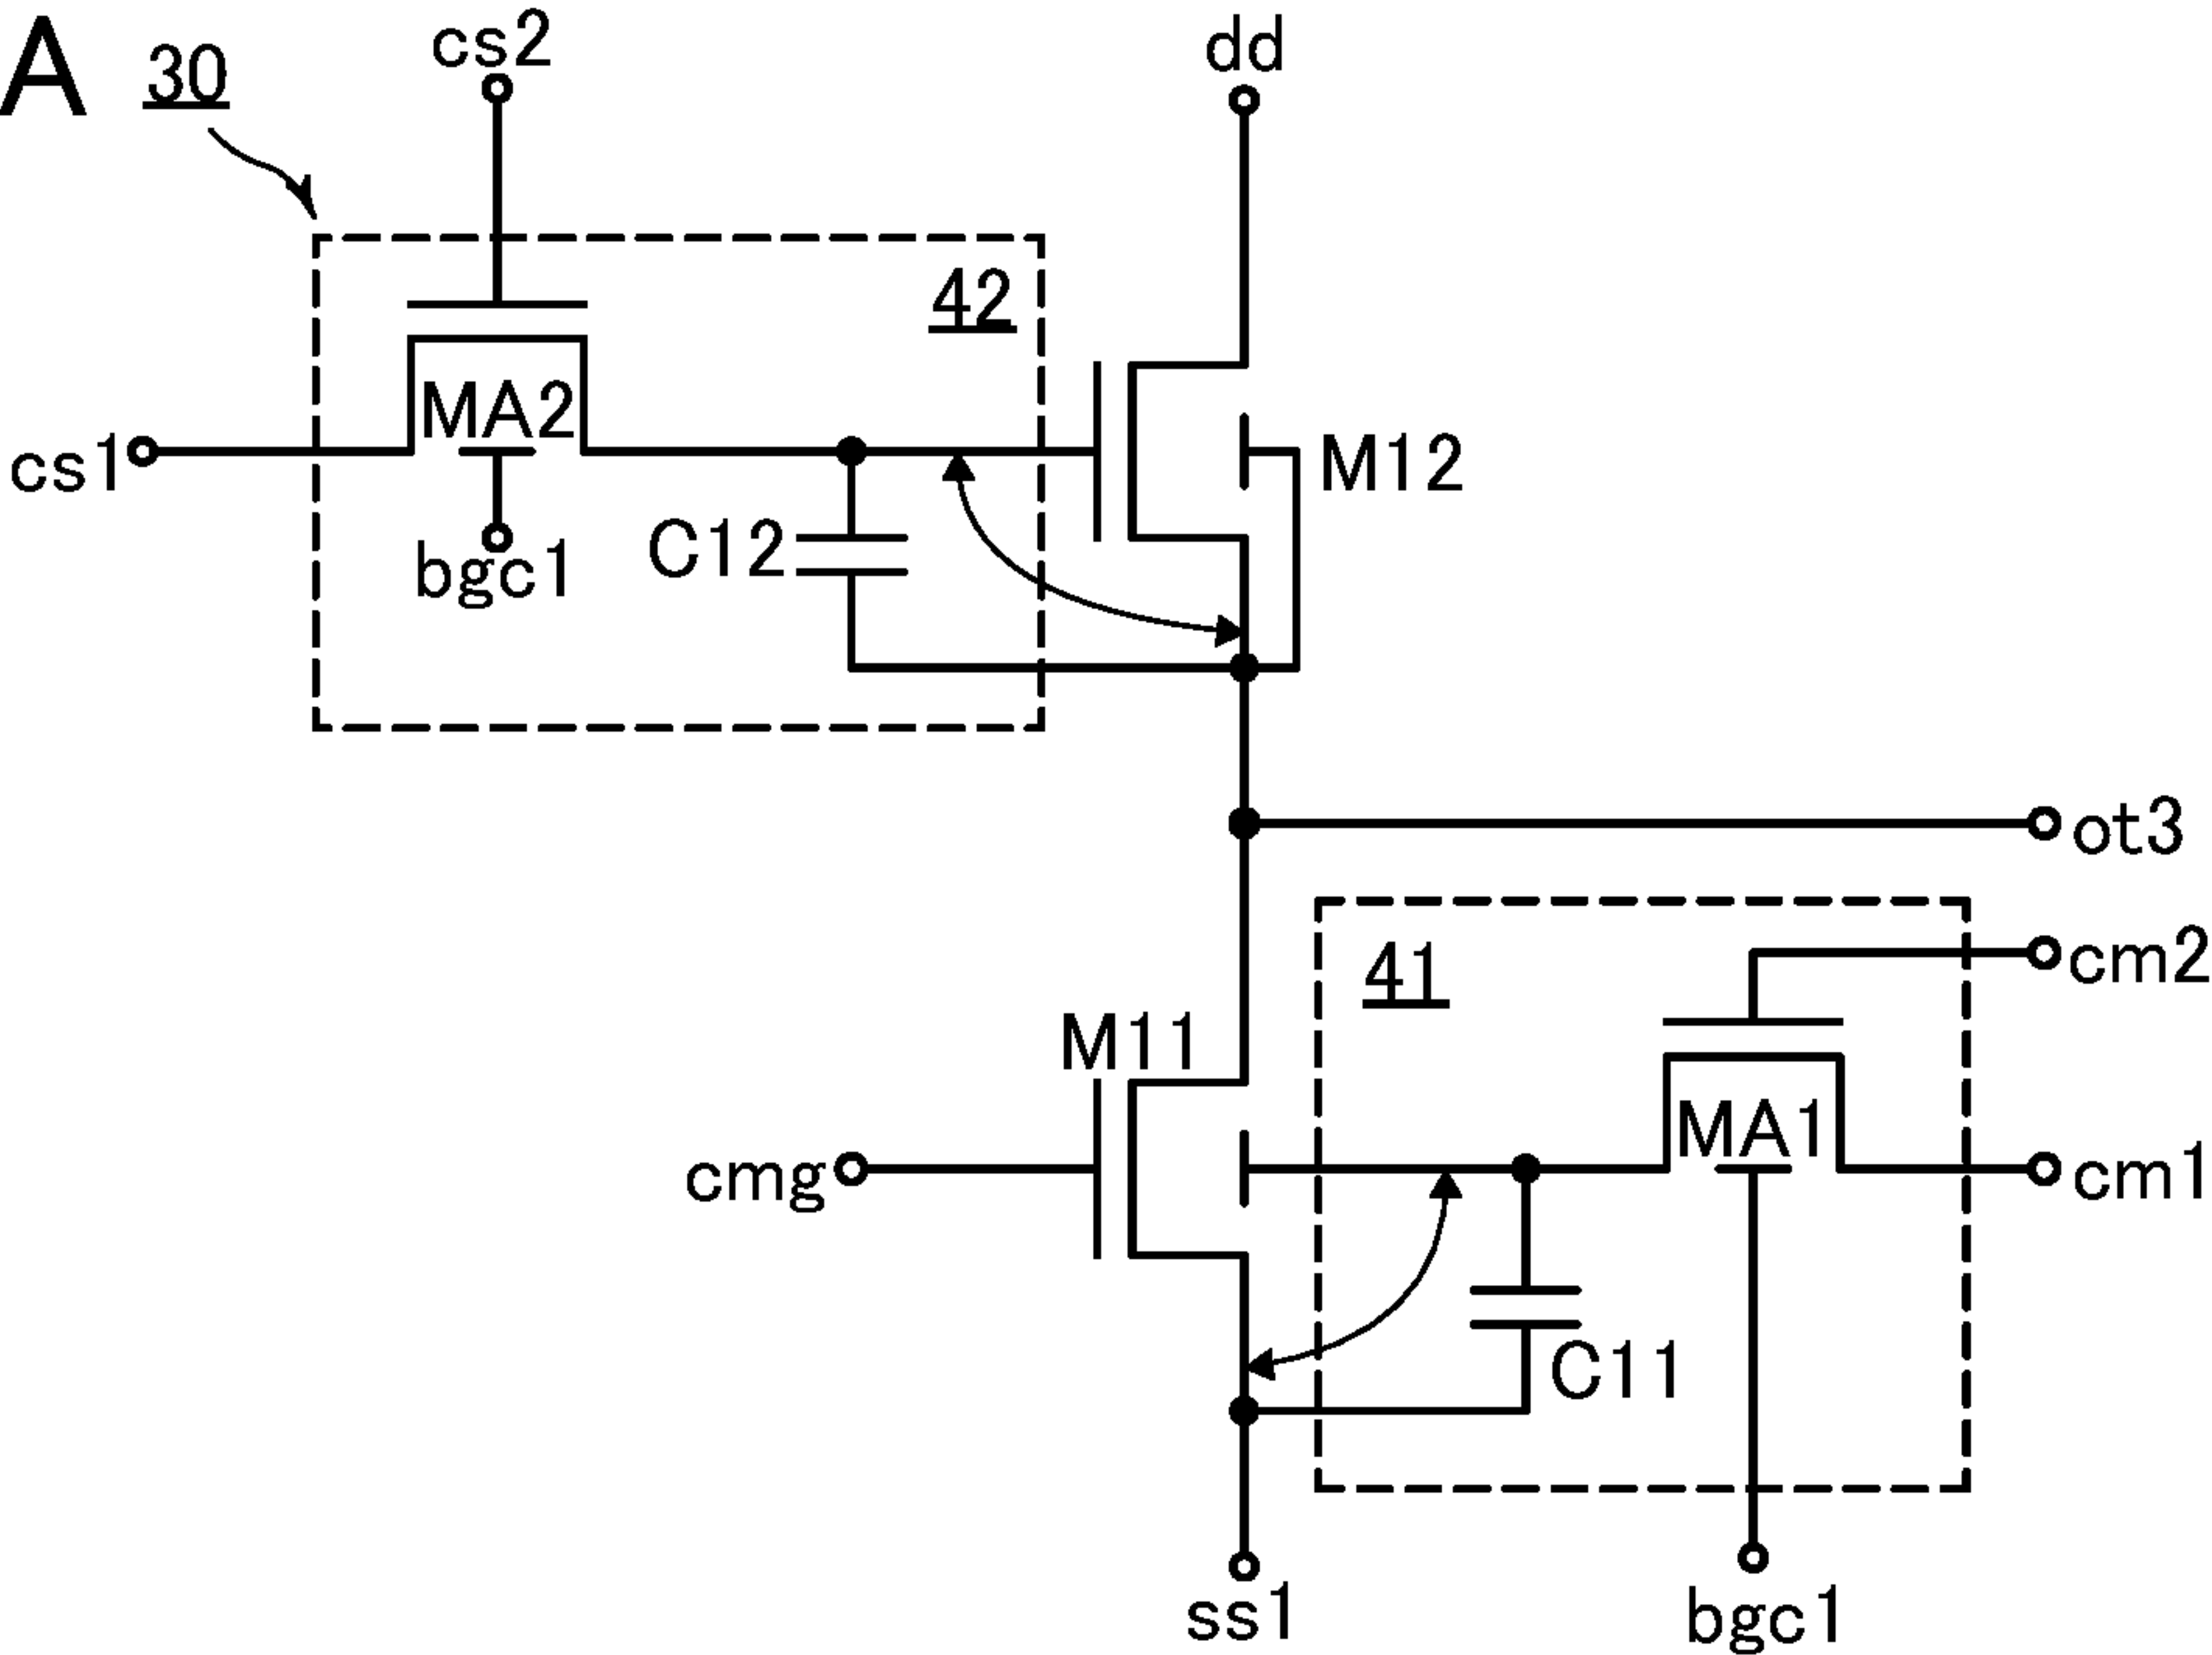 A
30
cs2
dd
42
MA2
cs1
M12
C12
bgc1
ot3
41
cm2
M11
MA1
cmg
cm1
C11
ss1
bgc1